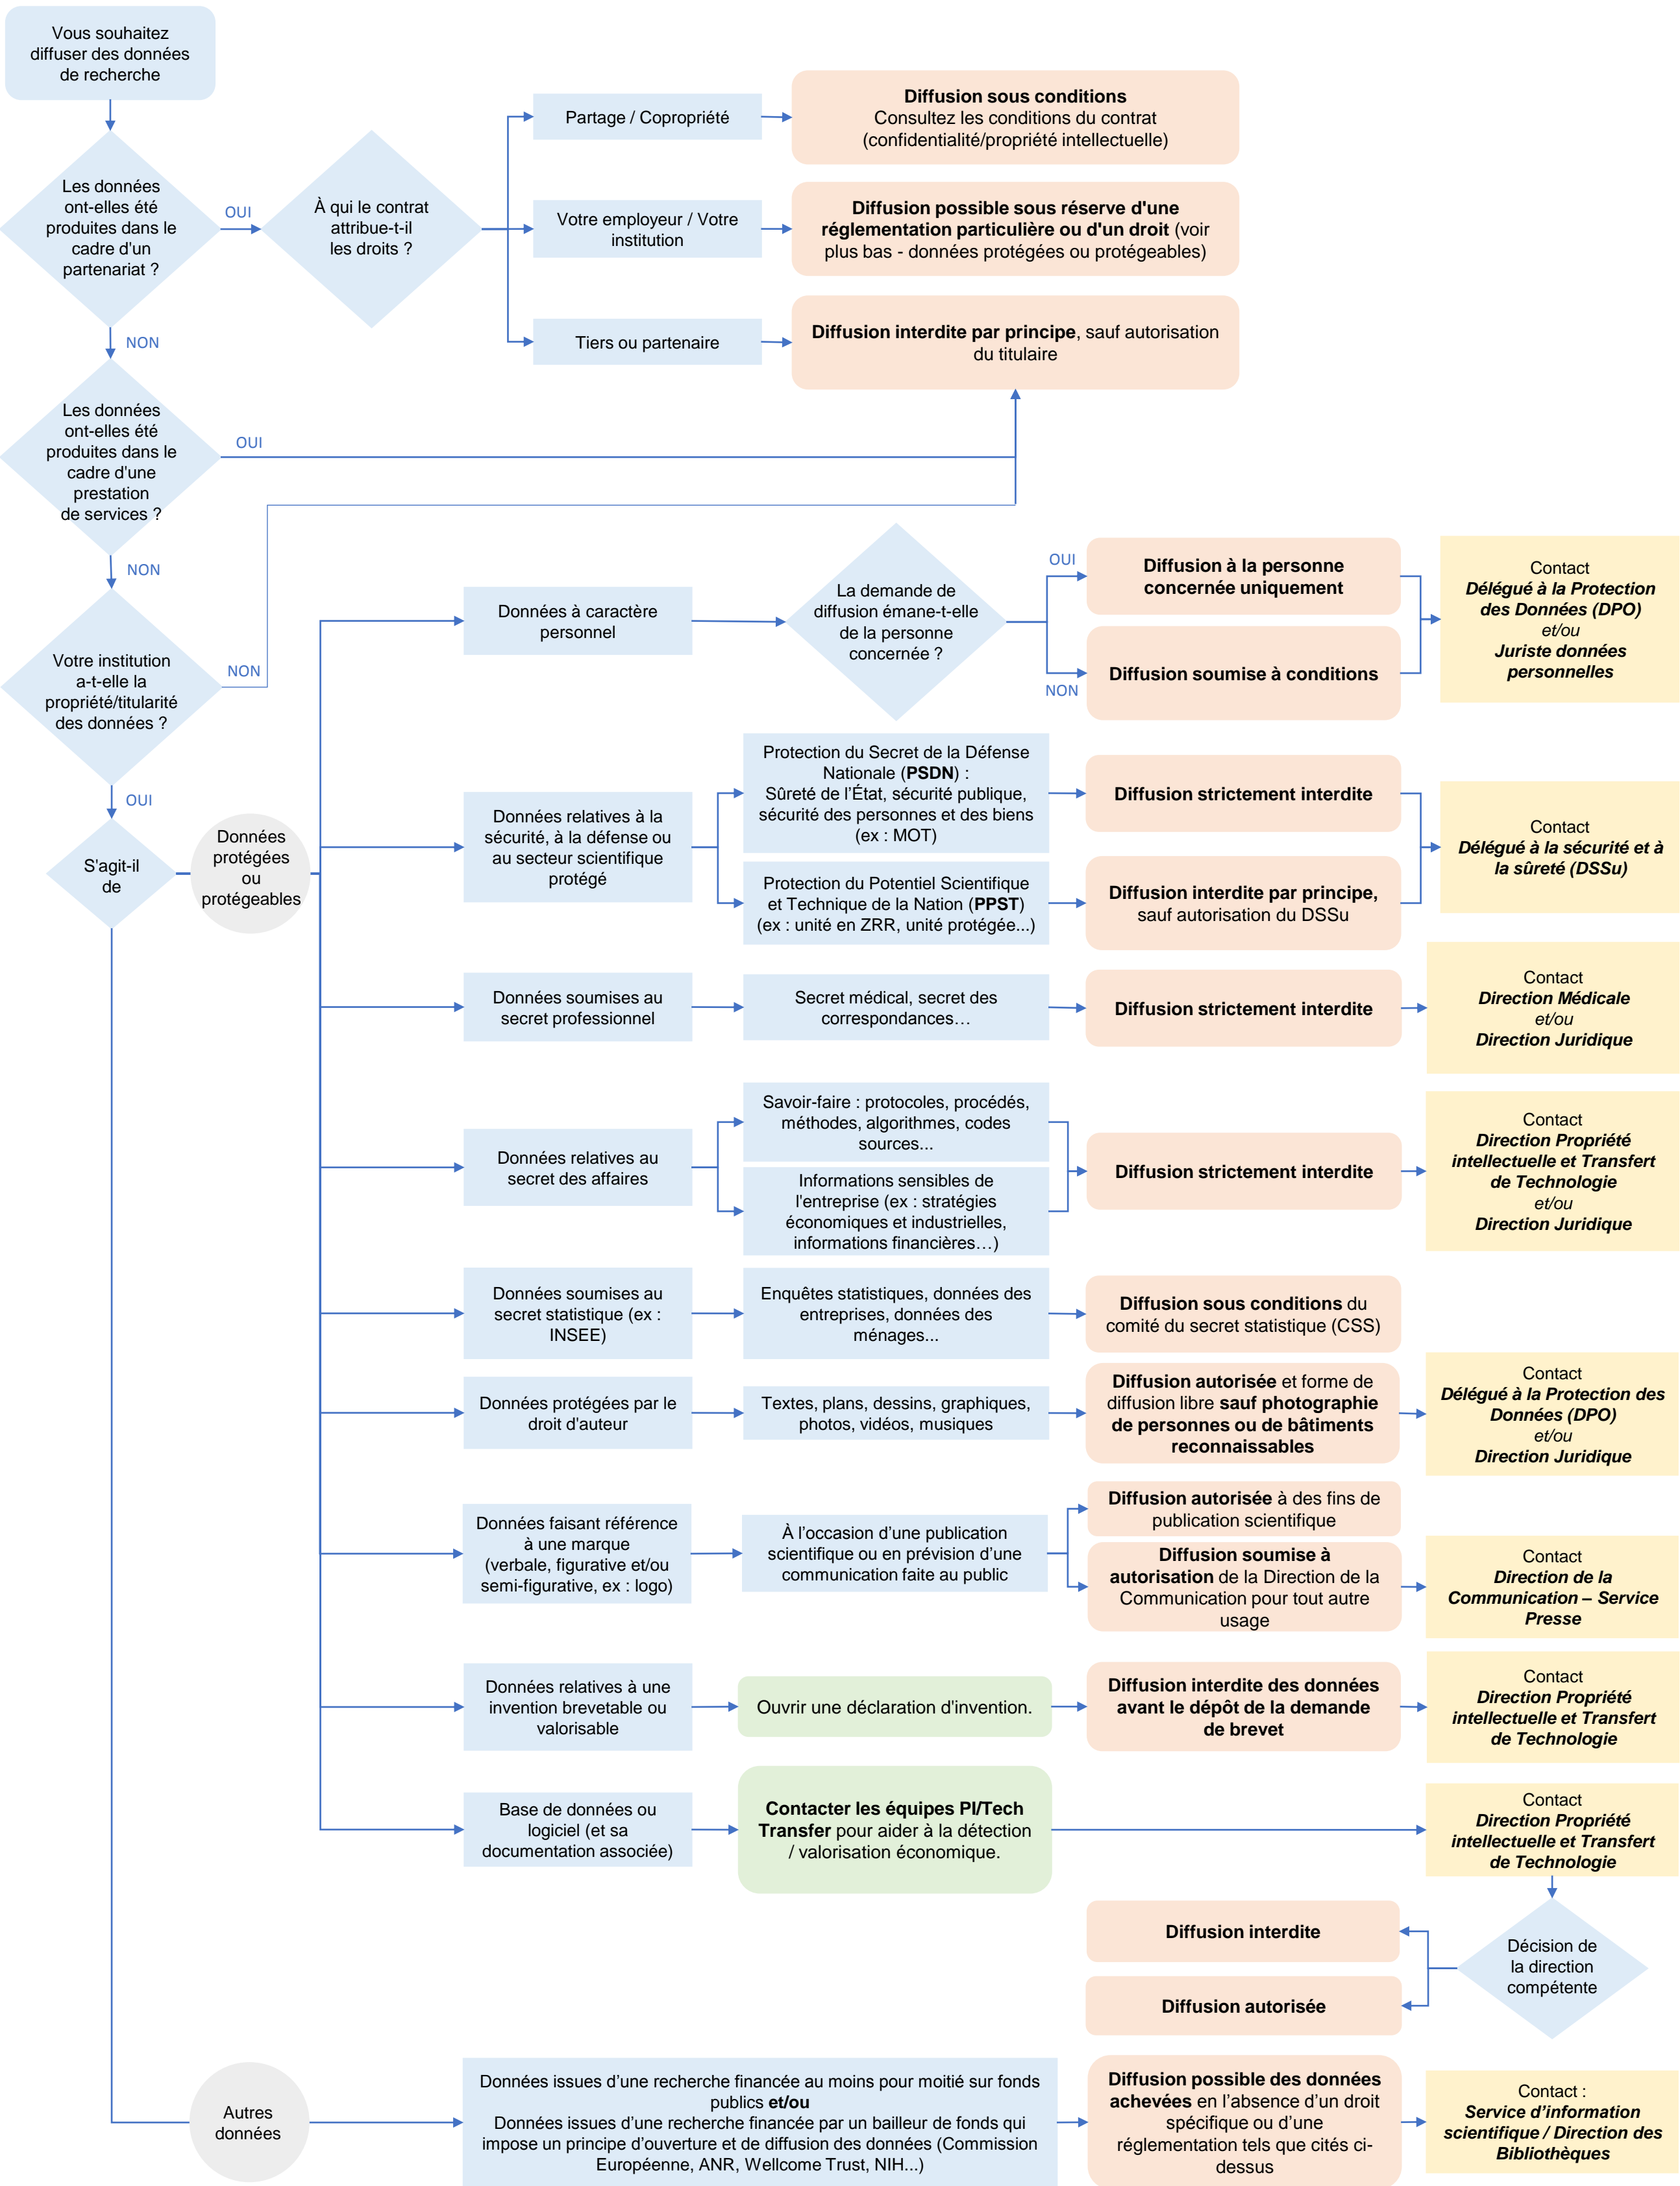 Vous souhaitez
diffuser des données
de recherche
Les données
ont-elles été
produites dans le
cadre d'un
partenariat ?
OUI
À qui le contrat
attribue-t-il
les droits ?
Partage / Copropriété
Diffusion sous conditions
Consultez les conditions du contrat
(confidentialité/propriété intellectuelle)
Votre employeur / Votre
institution
Diffusion possible sous réserve d'une
réglementation particulière ou d'un droit (voir
plus bas - données protégées ou protégeables)
Tiers ou partenaire
Diffusion interdite par principe, sauf autorisation
du titulaire
NON
Les données
ont-elles été
produites dans le
cadre d'une
prestation
de services ?
OUI
NON
Votre institution
a-t-elle la
propriété/titularité
des données ?
NON
OUI
S'agit-il
de
Données
protégées
ou
protégeables
Données à caractère
personnel
La demande de
diffusion émane-t-elle
de la personne
concernée ?
OUI
NON
Diffusion à la personne
concernée uniquement
Diffusion soumise à conditions
Contact
Délégué à la Protection
des Données (DPO)
et/ou
Juriste données
personnelles
Données relatives à la
sécurité, à la défense ou
au secteur scientifique
protégé
Protection du Secret de la Défense
Nationale (PSDN) :
Sûreté de l’État, sécurité publique,
sécurité des personnes et des biens
(ex : MOT)
Diffusion strictement interdite
Protection du Potentiel Scientifique
et Technique de la Nation (PPST)
(ex : unité en ZRR, unité protégée...)
Diffusion interdite par principe,
sauf autorisation du DSSu
Contact
Délégué à la sécurité et à
la sûreté (DSSu)
Données soumises au
secret professionnel
Secret médical, secret des
correspondances…
Diffusion strictement interdite
Contact
Direction Médicale
et/ou
Direction Juridique
Données relatives au
secret des affaires
Savoir-faire : protocoles, procédés,
méthodes, algorithmes, codes
sources...
Informations sensibles de
l'entreprise (ex : stratégies
économiques et industrielles,
informations financières…)
Diffusion strictement interdite
Contact
Direction Propriété
intellectuelle et Transfert
de Technologie
et/ou
Direction Juridique
Données soumises au
secret statistique (ex :
INSEE)
Enquêtes statistiques, données des
entreprises, données des
ménages...
Diffusion sous conditions du
comité du secret statistique (CSS)
Données protégées par le
droit d'auteur
Textes, plans, dessins, graphiques,
photos, vidéos, musiques
Diffusion autorisée et forme de
diffusion libre sauf photographie
de personnes ou de bâtiments
reconnaissables
Contact
Délégué à la Protection des
Données (DPO)
et/ou
Direction Juridique
Données faisant référence
à une marque
(verbale, figurative et/ou
semi-figurative, ex : logo)
À l’occasion d’une publication
scientifique ou en prévision d’une
communication faite au public
Diffusion autorisée à des fins de
publication scientifique
Diffusion soumise à
autorisation de la Direction de la
Communication pour tout autre
usage
Contact
Direction de la
Communication – Service
Presse
Données relatives à une
invention brevetable ou
valorisable
Ouvrir une déclaration d'invention.
Diffusion interdite des données
avant le dépôt de la demande
de brevet
Contact
Direction Propriété
intellectuelle et Transfert
de Technologie
Base de données ou
logiciel (et sa
documentation associée)
Contacter les équipes PI/Tech
Transfer pour aider à la détection
/ valorisation économique.
Contact
Direction Propriété
intellectuelle et Transfert
de Technologie
Décision de
la direction
compétente
Diffusion interdite
Diffusion autorisée
Autres
données
Données issues d’une recherche financée au moins pour moitié sur fonds
publics et/ou
Données issues d’une recherche financée par un bailleur de fonds qui
impose un principe d’ouverture et de diffusion des données (Commission
Européenne, ANR, Wellcome Trust, NIH...)
Diffusion possible des données
achevées en l’absence d’un droit
spécifique ou d’une
réglementation tels que cités ci-
dessus
Contact :
Service d’information
scientifique / Direction des
Bibliothèques